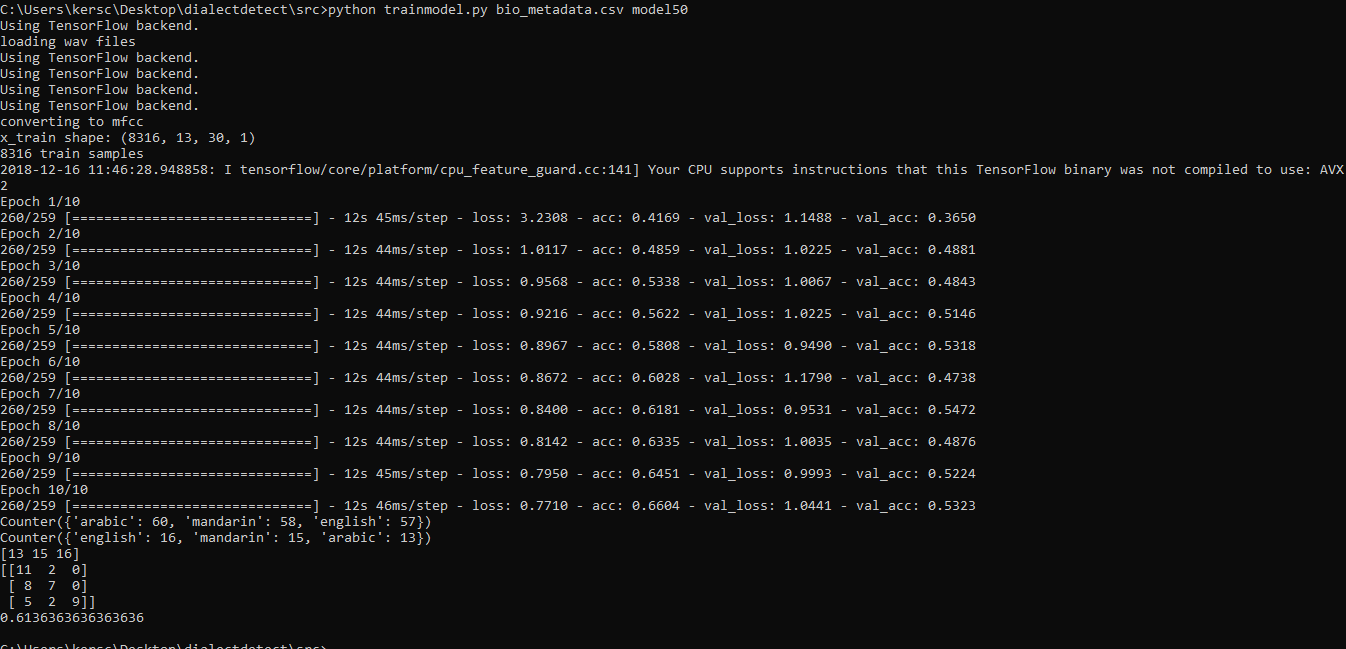 C:\Users\kersc\Desktop\dialectdetect\src>python trainmodel.py bio_metadata.csv model50
Using TensorFlow backend.
loading wav files
Using TensorFlow backend.
Using TensorFlow backend.
Using TensorFlow backend.
Using TensorFlow backend.
converting to mfcc
x_train shape: (8316, 13, 30, 1)
8316 train samples
2018-12-16 11:46:28.948858: I tensorflow/core/platform/cpu_feature_guard.cc:141] Your CPU supports instructions that this TensorFlow binary was not compiled to use: AVX
2
Epoch 1/10
260/259 [==============================] - 12s 45ms/step - loss: 3.2308 - acc: 0.4169 - val_loss: 1.1488 - val_acc: 0.3650
Epoch 2/10
260/259 [==============================] - 12s 44ms/step - loss: 1.0117 - acc: 0.4859 - val_loss: 1.0225 - val_acc: 0.4881
Epoch 3/10
260/259 [==============================] - 12s 44ms/step - loss: 0.9568 - acc: 0.5338 - val_loss: 1.0067 - val_acc: 0.4843
Epoch 4/10
260/259 [==============================] - 12s 44ms/step - loss: 0.9216 - acc: 0.5622 - val_loss: 1.0225 - val_acc: 0.5146
Epoch 5/10
260/259 [==============================] - 12s 44ms/step - loss: 0.8967 - acc: 0.5808 - val_loss: 0.9490 - val_acc: 0.5318
Epoch 6/10
260/259 [==============================] - 12s 44ms/step - loss: 0.8672 - acc: 0.6028 - val_loss: 1.1790 - val_acc: 0.4738
Epoch 7/10
260/259 [==============================] - 12s 44ms/step - loss: 0.8400 - acc: 0.6181 - val_loss: 0.9531 - val_acc: 0.5472
Epoch 8/10
260/259 [==============================] - 12s 44ms/step - loss: 0.8142 - acc: 0.6335 - val_loss: 1.0035 - val_acc: 0.4876
Epoch 9/10
260/259 [==============================] - 12s 45ms/step - loss: 0.7950 - acc: 0.6451 - val_loss: 0.9993 - val_acc: 0.5224
Epoch 10/10
260/259 [==============================] - 12s 46ms/step - loss: 0.7710 - acc: 0.6604 - val_loss: 1.0441 - val_acc: 0.5323
Counter({'arabic': 60, 'mandarin': 58, 'english': 57})
Counter({'english': 16, 'mandarin': 15, 'arabic': 13})
[13 15 16]
[[11  2  0]
 [ 8  7  0]
 [ 5  2  9]]
0.6136363636363636
C:\Users\kersc\Desktop\dialectdetect\src>